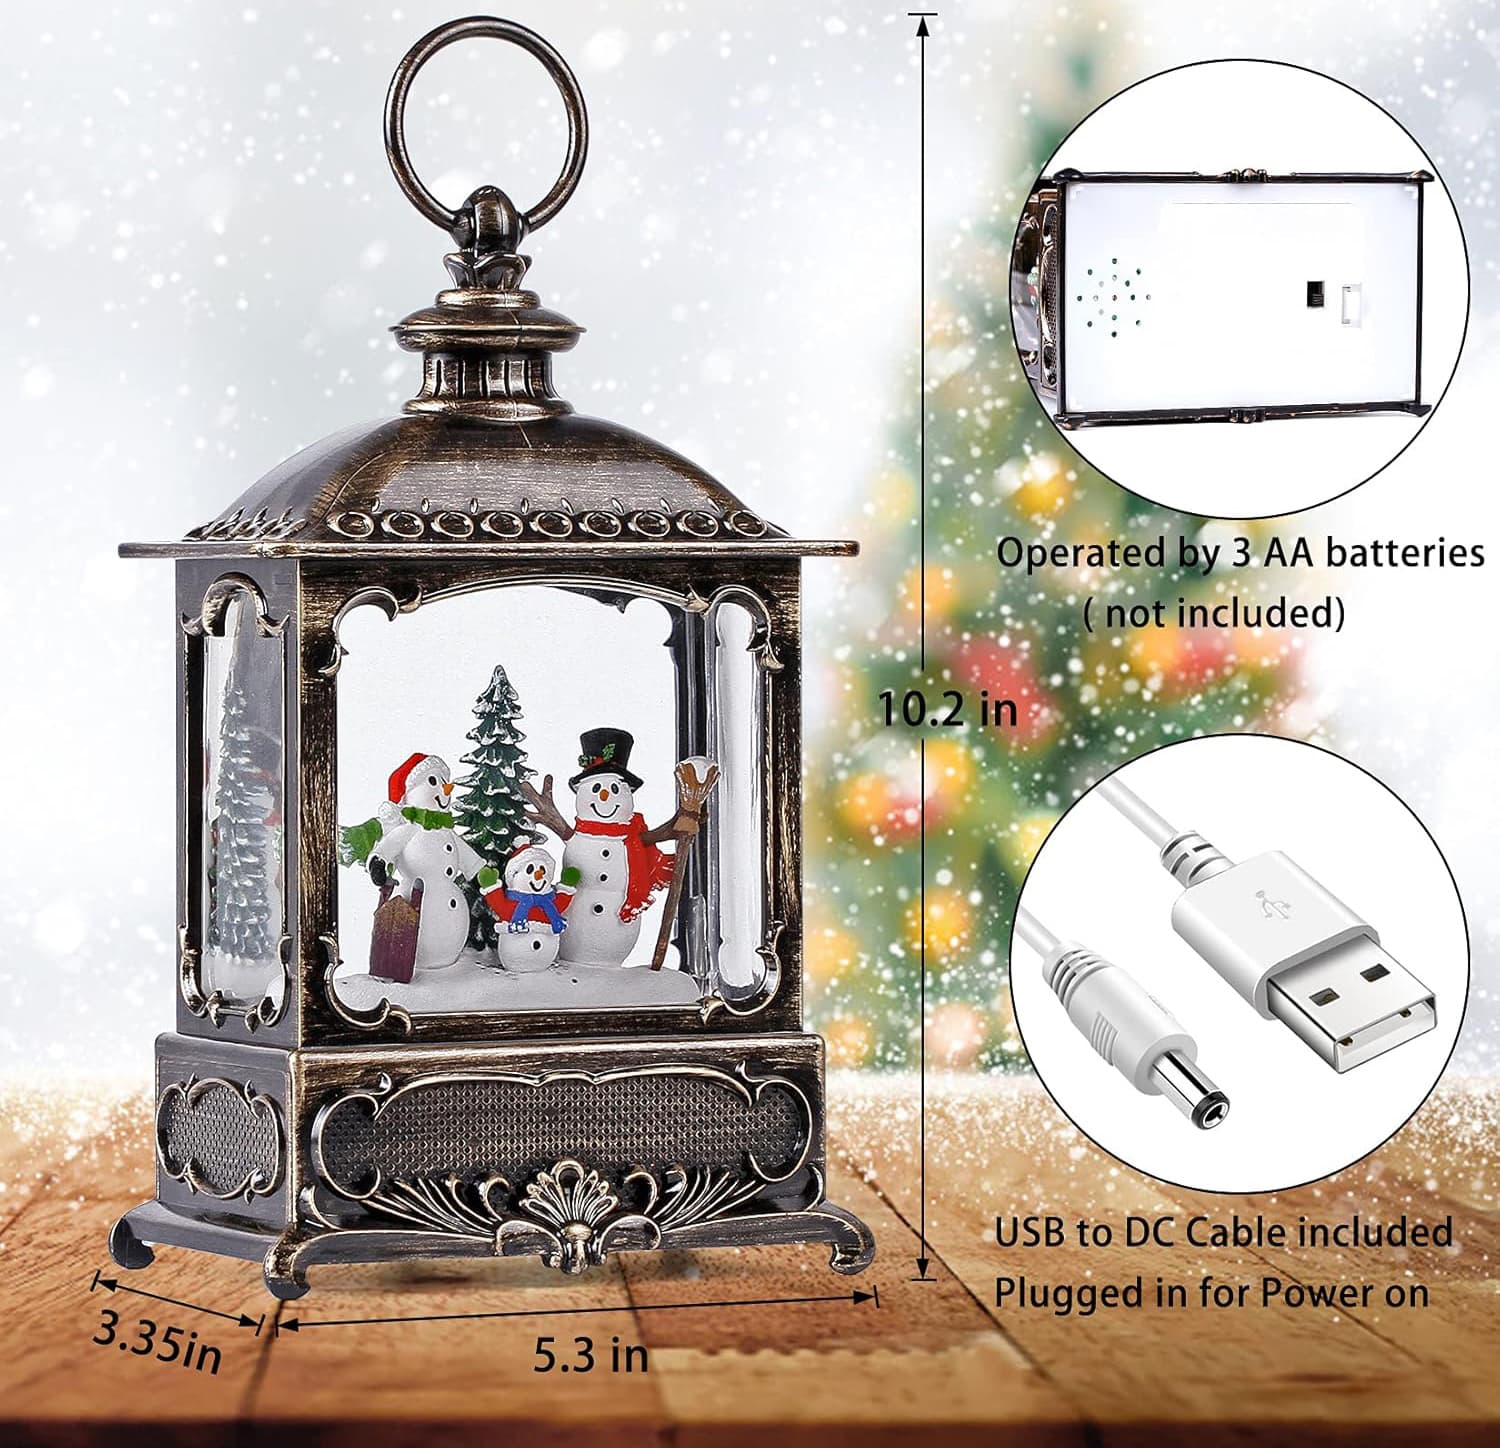 Operated by 3 AA batteries
( not included)
10.2 in
USB to DC Cable included
Plugged in for Power on
3.35in
5.3 in